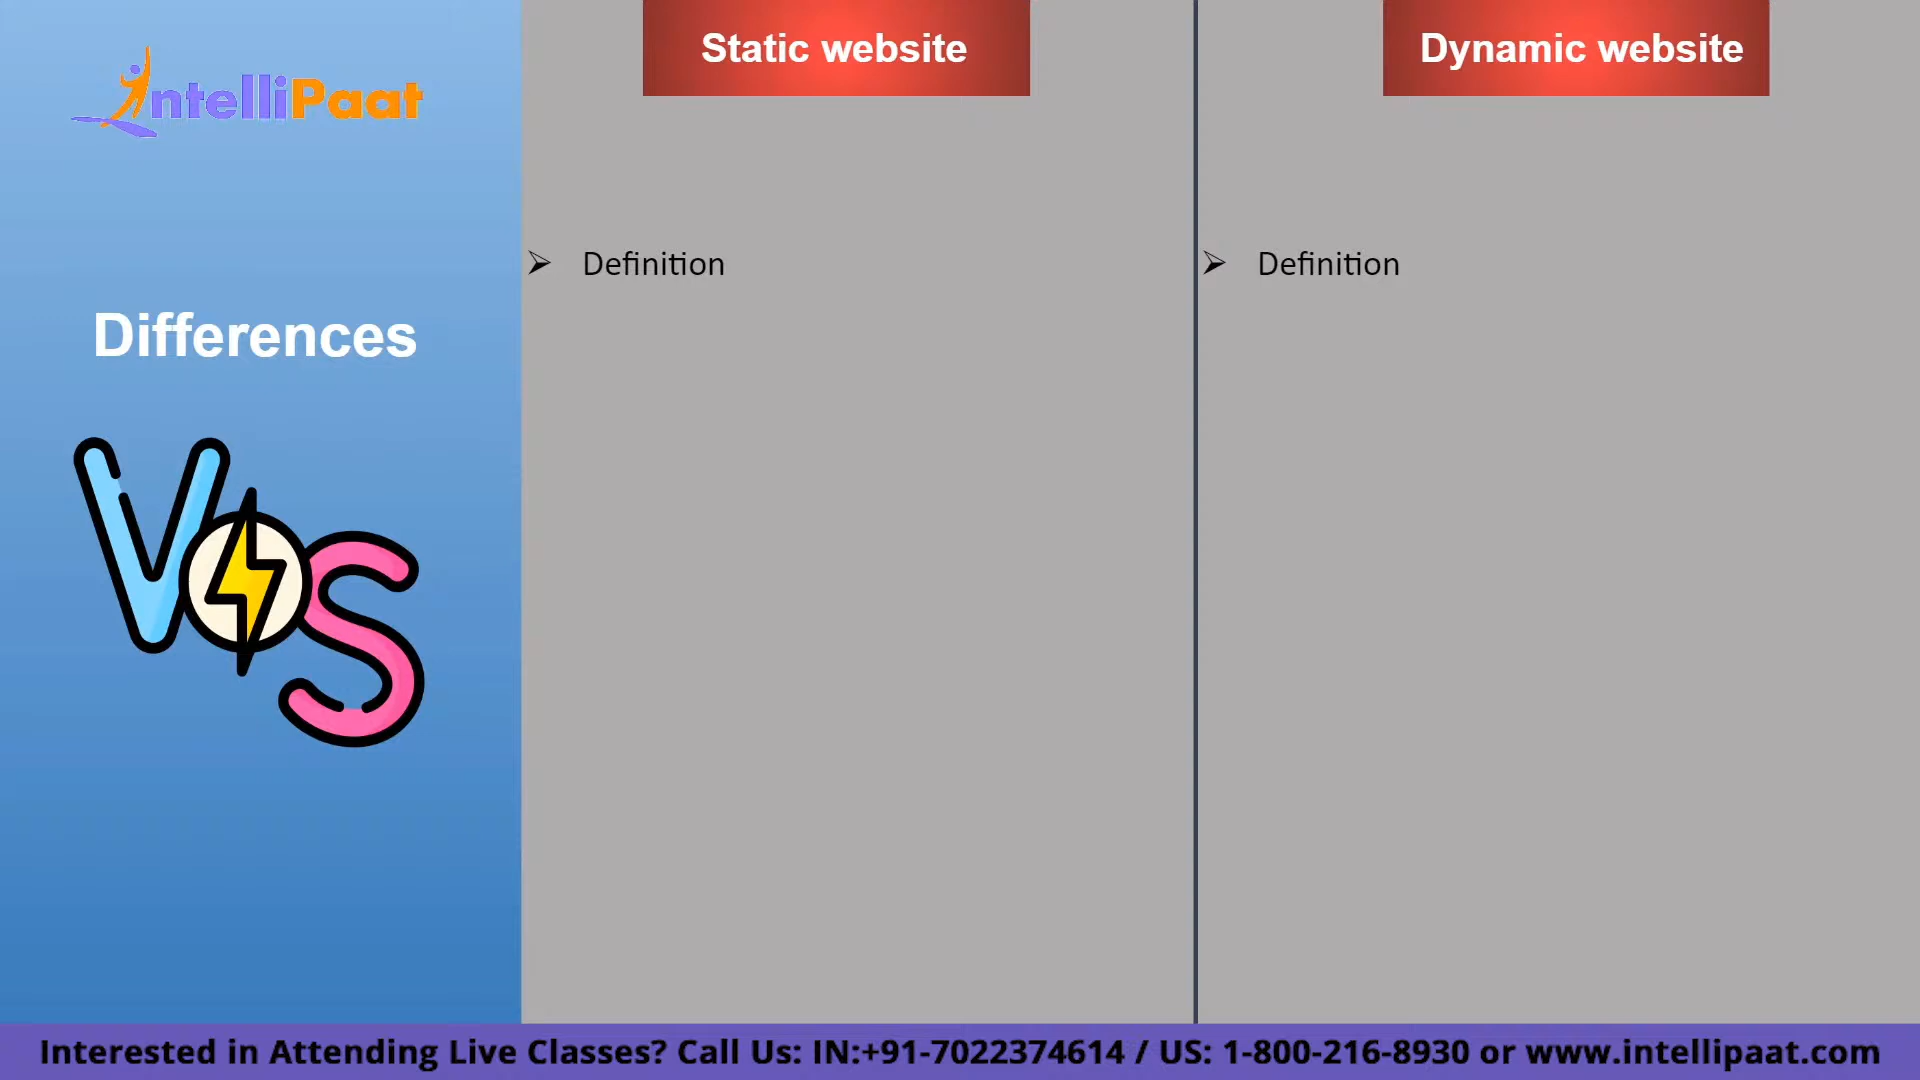 IntelliPaat
Differences
VS
Static website
Definition
Dynamic website
Definition
Interested in Attending Live Classes? Call Us: IN:+91-7022374614 / US: 1-800-216-8930 or www.intellipaat.com